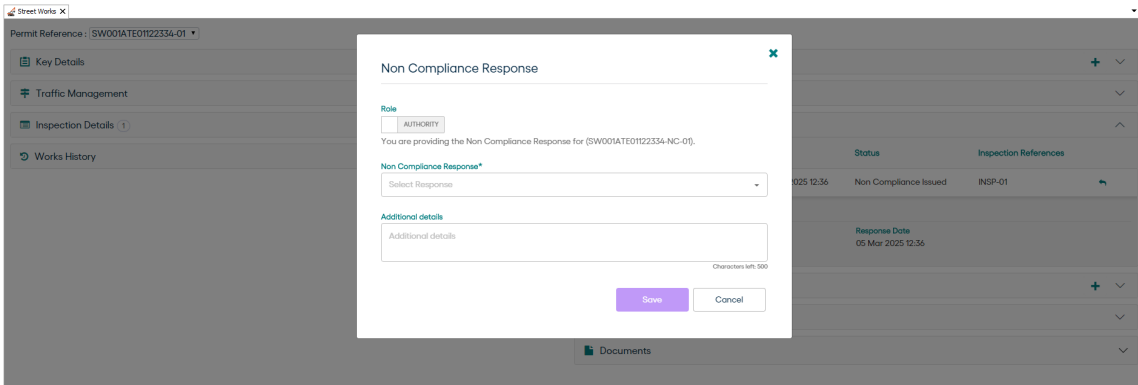 Street Works X
Permit Reference : SW001ATE01122334-01
Key Details
Traffic Management
Inspection Details 1
Works History
Non Compliance Response
Role
AUTHORITY
You are providing the Non Compliance Response for (SW001ATE01122334-NC-01).
Non Compliance Response*
Select Response
Additional details
Additional details
Characters left: 500
Save Cancel
Status Inspection References
2025 12:36 Non Compliance Issued INSP-01
Response Date
05 Mar 2025 12:36
Documents